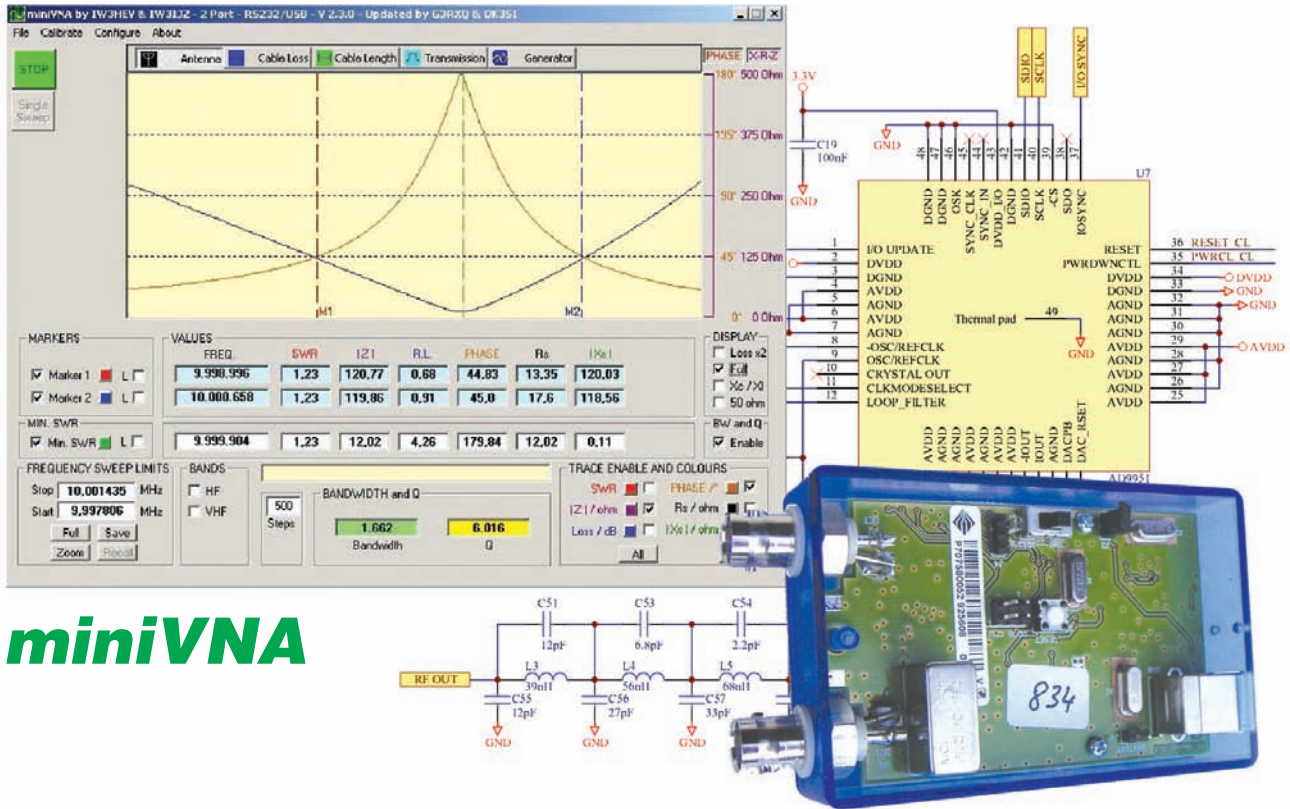 miniVNA by IW3HEV & IW3IJZ - 2 Port - RS232/USB - V 2.3.0 - Updated by G3RXQ & DK3SI
File Calibrate Configure About
STOP
Single
Sweep
Antenna Cable Loss Cable Length Transmission Generator
PHASE X-R-Z
180° 500 Ohm
135° 375 Ohm
90° 250 Ohm
45° 125 Ohm
0° 0 Ohm
M1 M2
MARKERS
Marker 1 L
Marker 2 L
VALUES
FREQ. SWR |Z| R.L. PHASE Rs |Xs|
9.998.996 1,23 120,77 0,68 44,83 13,35 120,03
10.000.658 1,23 119,86 0,91 45,0 17,6 118,56
MIN. SWR
Min. SWR L
9.999.904 1,23 12,02 4,26 179,84 12,02 0,11
DISPLAY
Loss x2
Full
Xc / Xl
50 ohm
BW and Q
Enable
FREQUENCY SWEEP LIMITS
Stop 10.001435 MHz
Start 9,997806 MHz
Full Save
Zoom Recall
BANDS
HF
VHF
500
Steps
BANDWIDTH and Q
1.662
Bandwidth
6.016
Q
TRACE ENABLE AND COLOURS
SWR PHASE /°
|Z| / ohm Rs / ohm
Loss / dB |Xs| / ohm
All
3.3V
C19
100nF
GND
GND
SDIO
SCLK
I/O SYNC
48 47 46 45 44 43 42 41 40 39 38 37
U7
DGND
DGND
OSK
SYNC_CLK
SYNC_IN
DVDD_I/O
DGND
SDIO
SCLK
-CS
SDO
IOSYNC
1 I/O UPDATE
2 DVDD
3 DGND
4 AVDD
5 AGND
6 AVDD
7 AGND
8 -OSC/REFCLK
9 OSC/REFCLK
10 CRYSTAL OUT
11 CLKMODESELECT
12 LOOP_FILTER
RESET 36 RESET_CL
PWRDWNCTL 35 PWRCL_CL
DVDD 34 DVDD
DGND 33 GND
AGND 32 GND
AGND 31
AGND 30
AVDD 29 AVDD
AGND 28
AVDD 27
AGND 26
AVDD 25
Thermal pad 49
GND
AVDD
AGND
AVDD
AGND
AVDD
AVDD
-IOUT
IOUT
AGND
DACPB
DAC_RSET
AD9951
miniVNA
RF OUT
C51
12pF
C53
6.8pF
C54
2.2pF
L3
39nH
L4
56nH
L5
68nH
C55
12pF
C56
27pF
C57
33pF
GND
GND
GND
834